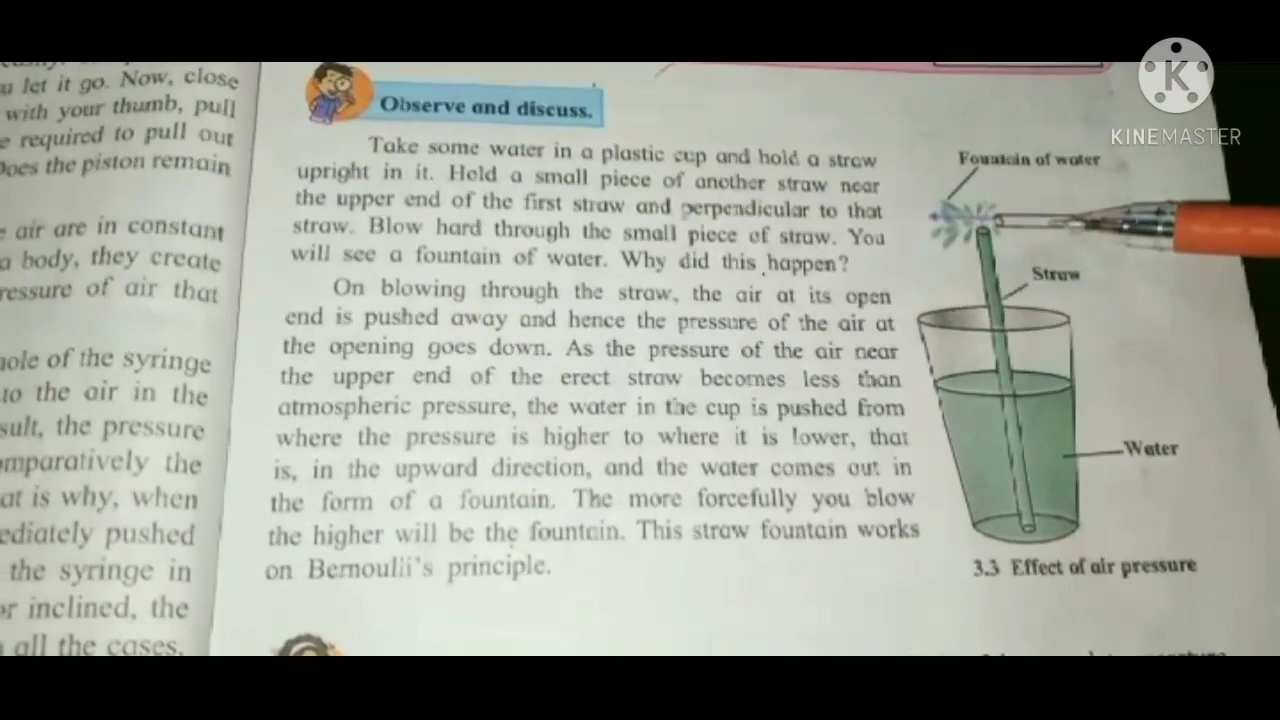 u let it go. Now, close
with your thumb, pull
e required to pull out
Does the piston remain
e air are in constant
a body, they create
ressure of air that
hole of the syringe
to the air in the
sult, the pressure
omparatively the
at is why, when
ediately pushed
the syringe in
or inclined, the
all the cases.
Observe and discuss.
Take some water in a plastic cup and hold a straw
upright in it. Hold a small piece of another straw near
the upper end of the first straw and perpendicular to that
straw. Blow hard through the small piece of straw. You
will see a fountain of water. Why did this happen?
On blowing through the straw, the air at its open
end is pushed away and hence the pressure of the air at
the opening goes down. As the pressure of the air near
the upper end of the erect straw becomes less than
atmospheric pressure, the water in the cup is pushed from
where the pressure is higher to where it is lower, that
is, in the upward direction, and the water comes out in
the form of a fountain. The more forcefully you blow
the higher will be the fountain. This straw fountain works
on Bernoulli's principle.
Fountain of water
Straw
Water
3.3 Effect of air pressure
K
KINEMASTER